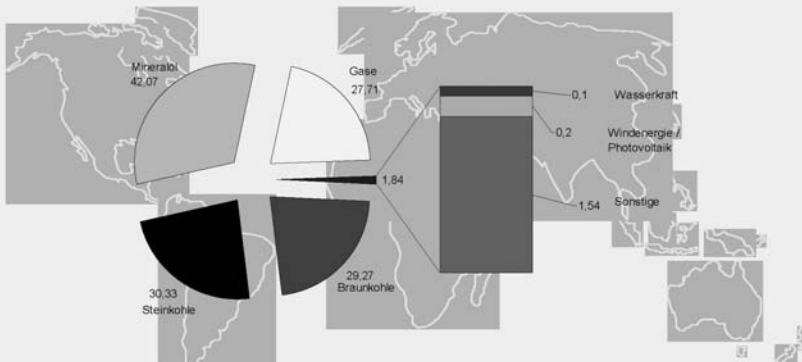 Mineralöl
42,07
Gase
27,71
1,84
29,27
Braunkohle
30,33
Steinkohle
0,1 Wasserkraft
0,2 Windenergie /
Photovoltaik
1,54 Sonstige